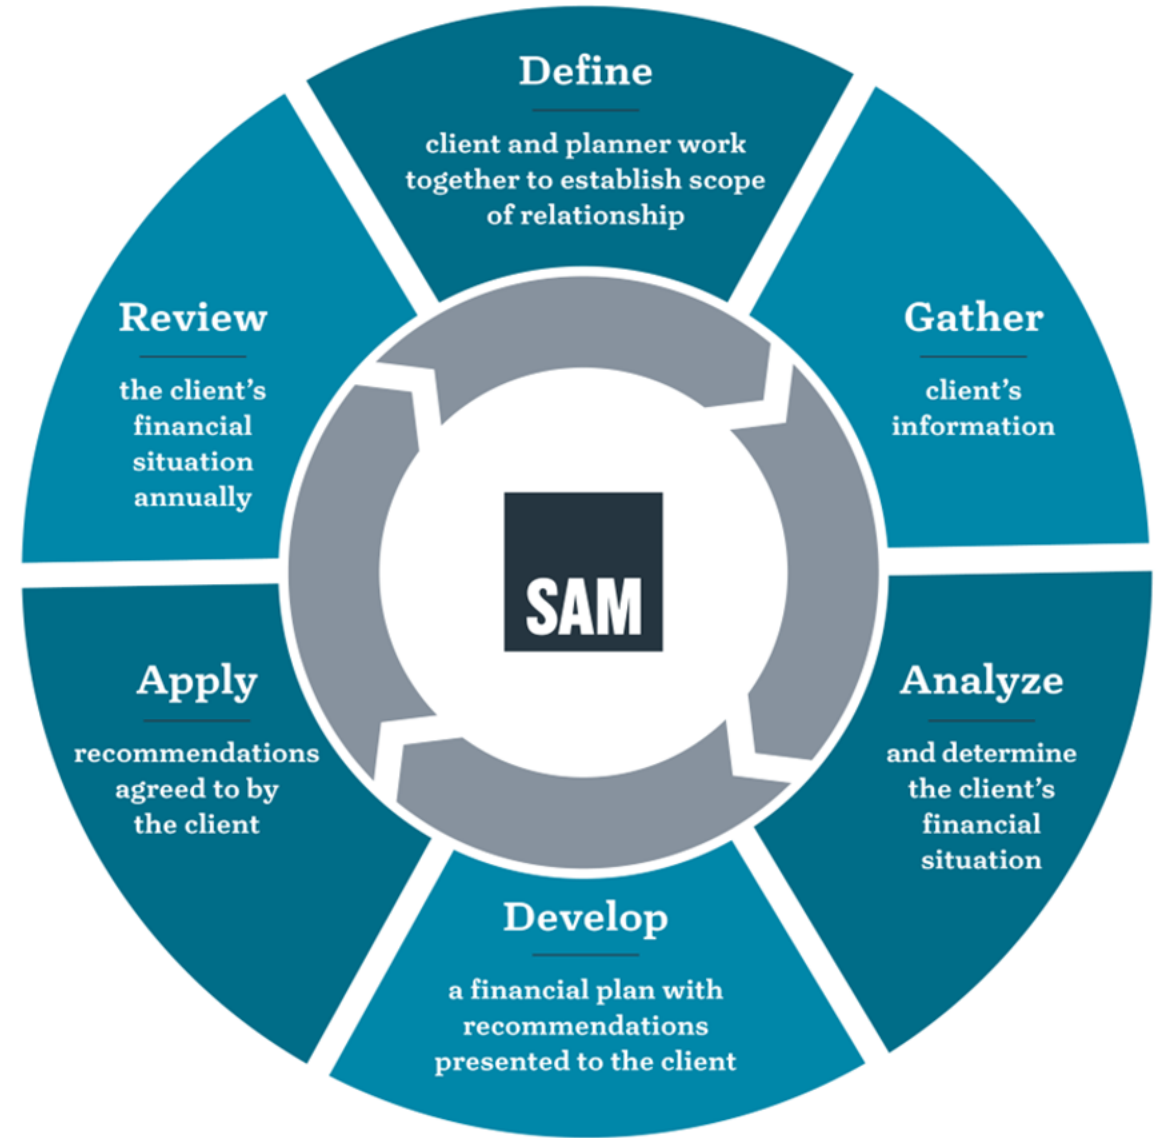 Define
client and planner work
together to establish scope
of relationship
Gather
client’s
information
Analyze
and determine
the client’s
financial
situation
Develop
a financial plan with
recommendations
presented to the client
Apply
recommendations
agreed to by
the client
Review
the client’s
financial
situation
annually
SAM